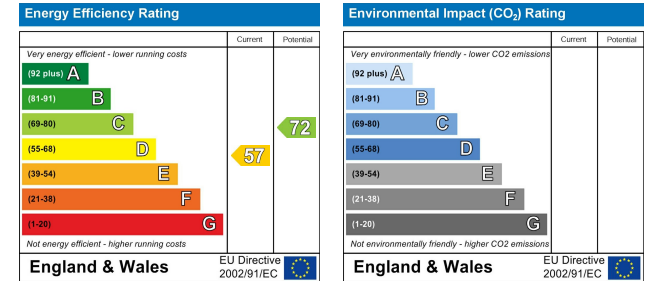 Energy Efficiency Rating
Current Potential
Very energy efficient - lower running costs
(92 plus) A
(81-91) B
(69-80) C
(55-68) D
(39-54) E
(21-38) F
(1-20) G
57
72
Not energy efficient - higher running costs
England & Wales
EU Directive
2002/91/EC
Environmental Impact (CO₂) Rating
Current Potential
Very environmentally friendly - lower CO2 emissions
(92 plus) A
(81-91) B
(69-80) C
(55-68) D
(39-54) E
(21-38) F
(1-20) G
Not environmentally friendly - higher CO2 emissions
England & Wales
EU Directive
2002/91/EC